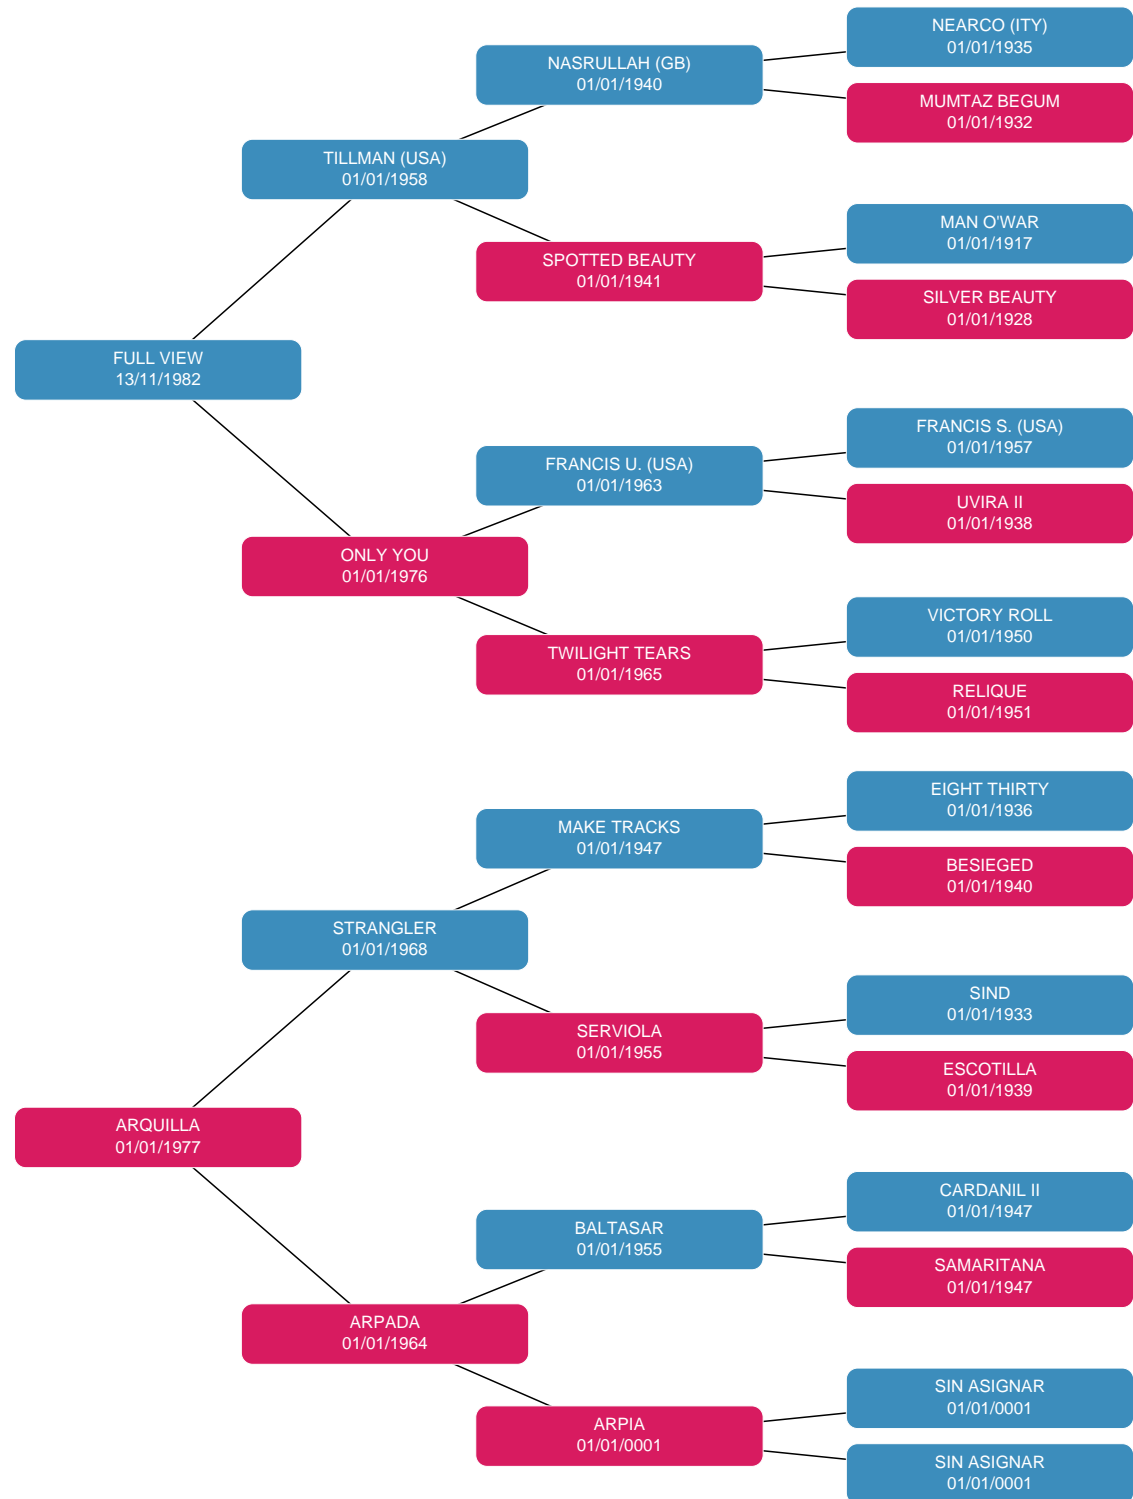 NEARCO (ITY)
01/01/1935
NASRULLAH (GB)
01/01/1940
MUMTAZ BEGUM
01/01/1932
TILLMAN (USA)
01/01/1958
MAN O'WAR
01/01/1917
SPOTTED BEAUTY
01/01/1941
SILVER BEAUTY
01/01/1928
FULL VIEW
13/11/1982
FRANCIS S. (USA)
01/01/1957
FRANCIS U. (USA)
01/01/1963
UVIRA II
01/01/1938
ONLY YOU
01/01/1976
VICTORY ROLL
01/01/1950
TWILIGHT TEARS
01/01/1965
RELIQUE
01/01/1951
EIGHT THIRTY
01/01/1936
MAKE TRACKS
01/01/1947
BESIEGED
01/01/1940
STRANGLER
01/01/1968
SIND
01/01/1933
SERVIOLA
01/01/1955
ESCOTILLA
01/01/1939
ARQUILLA
01/01/1977
CARDANIL II
01/01/1947
BALTASAR
01/01/1955
SAMARITANA
01/01/1947
ARPADA
01/01/1964
SIN ASIGNAR
01/01/0001
ARPIA
01/01/0001
SIN ASIGNAR
01/01/0001